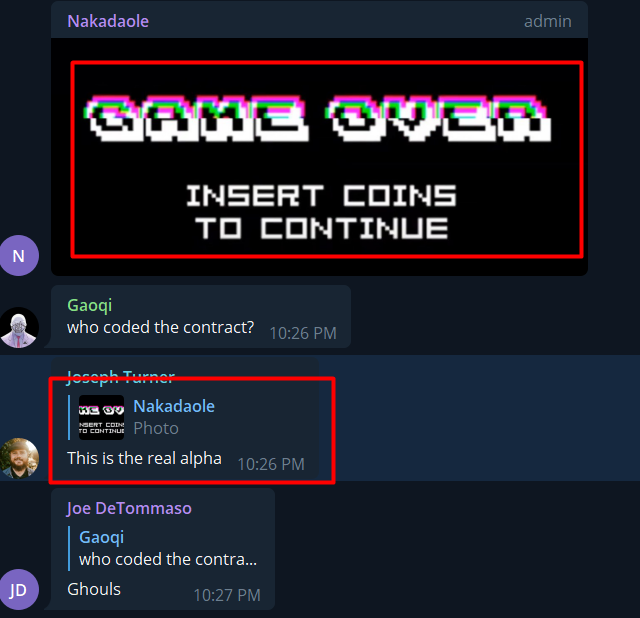 Nakadaole admin
GAME OVER
INSERT COINS
TO CONTINUE
N
Gaoqi
who coded the contract? 10:26 PM
Joseph Turner
Nakadaole
Photo
This is the real alpha 10:26 PM
Joe DeTommaso
Gaoqi
who coded the contra...
JD
Ghouls 10:27 PM